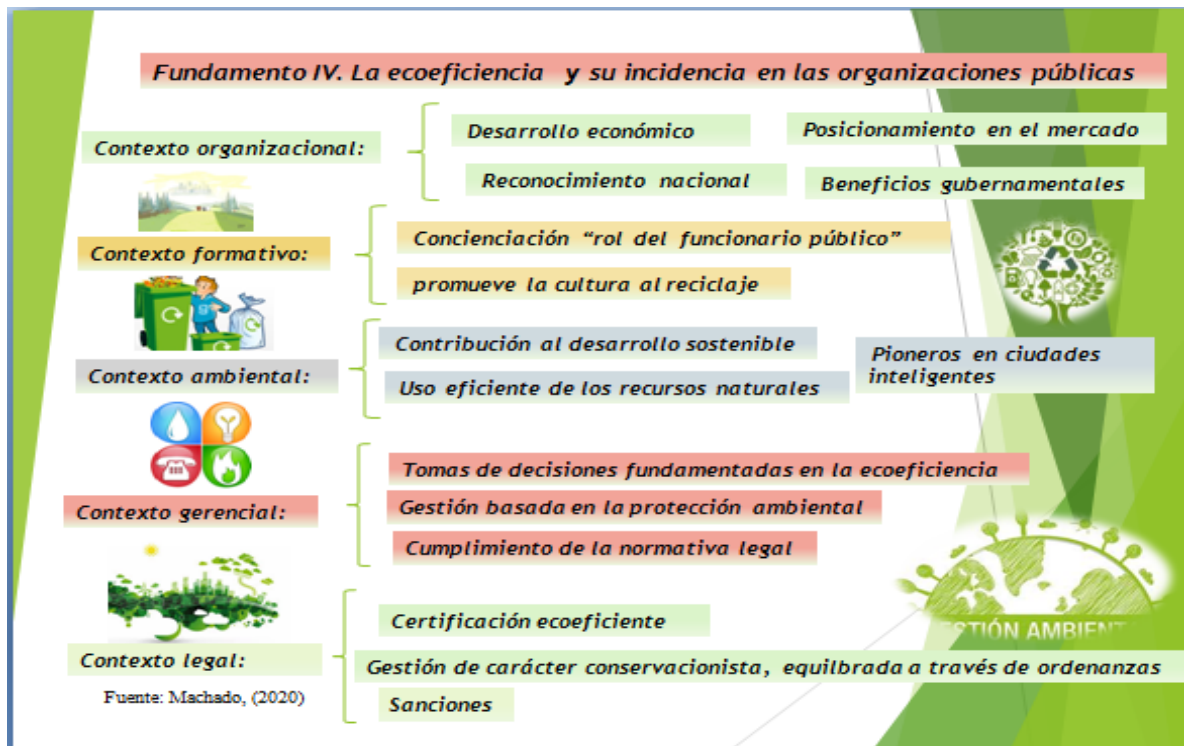 Fundamento IV. La ecoeficiencia y su incidencia en las organizaciones públicas
Contexto organizacional:
Desarrollo económico
Posicionamiento en el mercado
Reconocimiento nacional
Beneficios gubernamentales
Contexto formativo:
Concienciación “rol del funcionario público”
promueve la cultura al reciclaje
Contexto ambiental:
Contribución al desarrollo sostenible
Uso eficiente de los recursos naturales
Pioneros en ciudades
inteligentes
Contexto gerencial:
Tomas de decisiones fundamentadas en la ecoeficiencia
Gestión basada en la protección ambiental
Cumplimiento de la normativa legal
Contexto legal:
Certificación ecoeficiente
Gestión de carácter conservacionista, equilbrada a través de ordenanzas
Sanciones
Fuente: Machado, (2020)
ESTIÓN AMBIENT